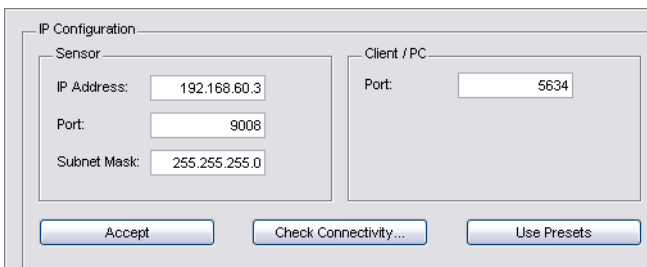 IP Configuration
Sensor
IP Address: 192.168.60.3
Port: 9008
Subnet Mask: 255.255.255.0
Client / PC
Port: 5634
Accept
Check Connectivity...
Use Presets